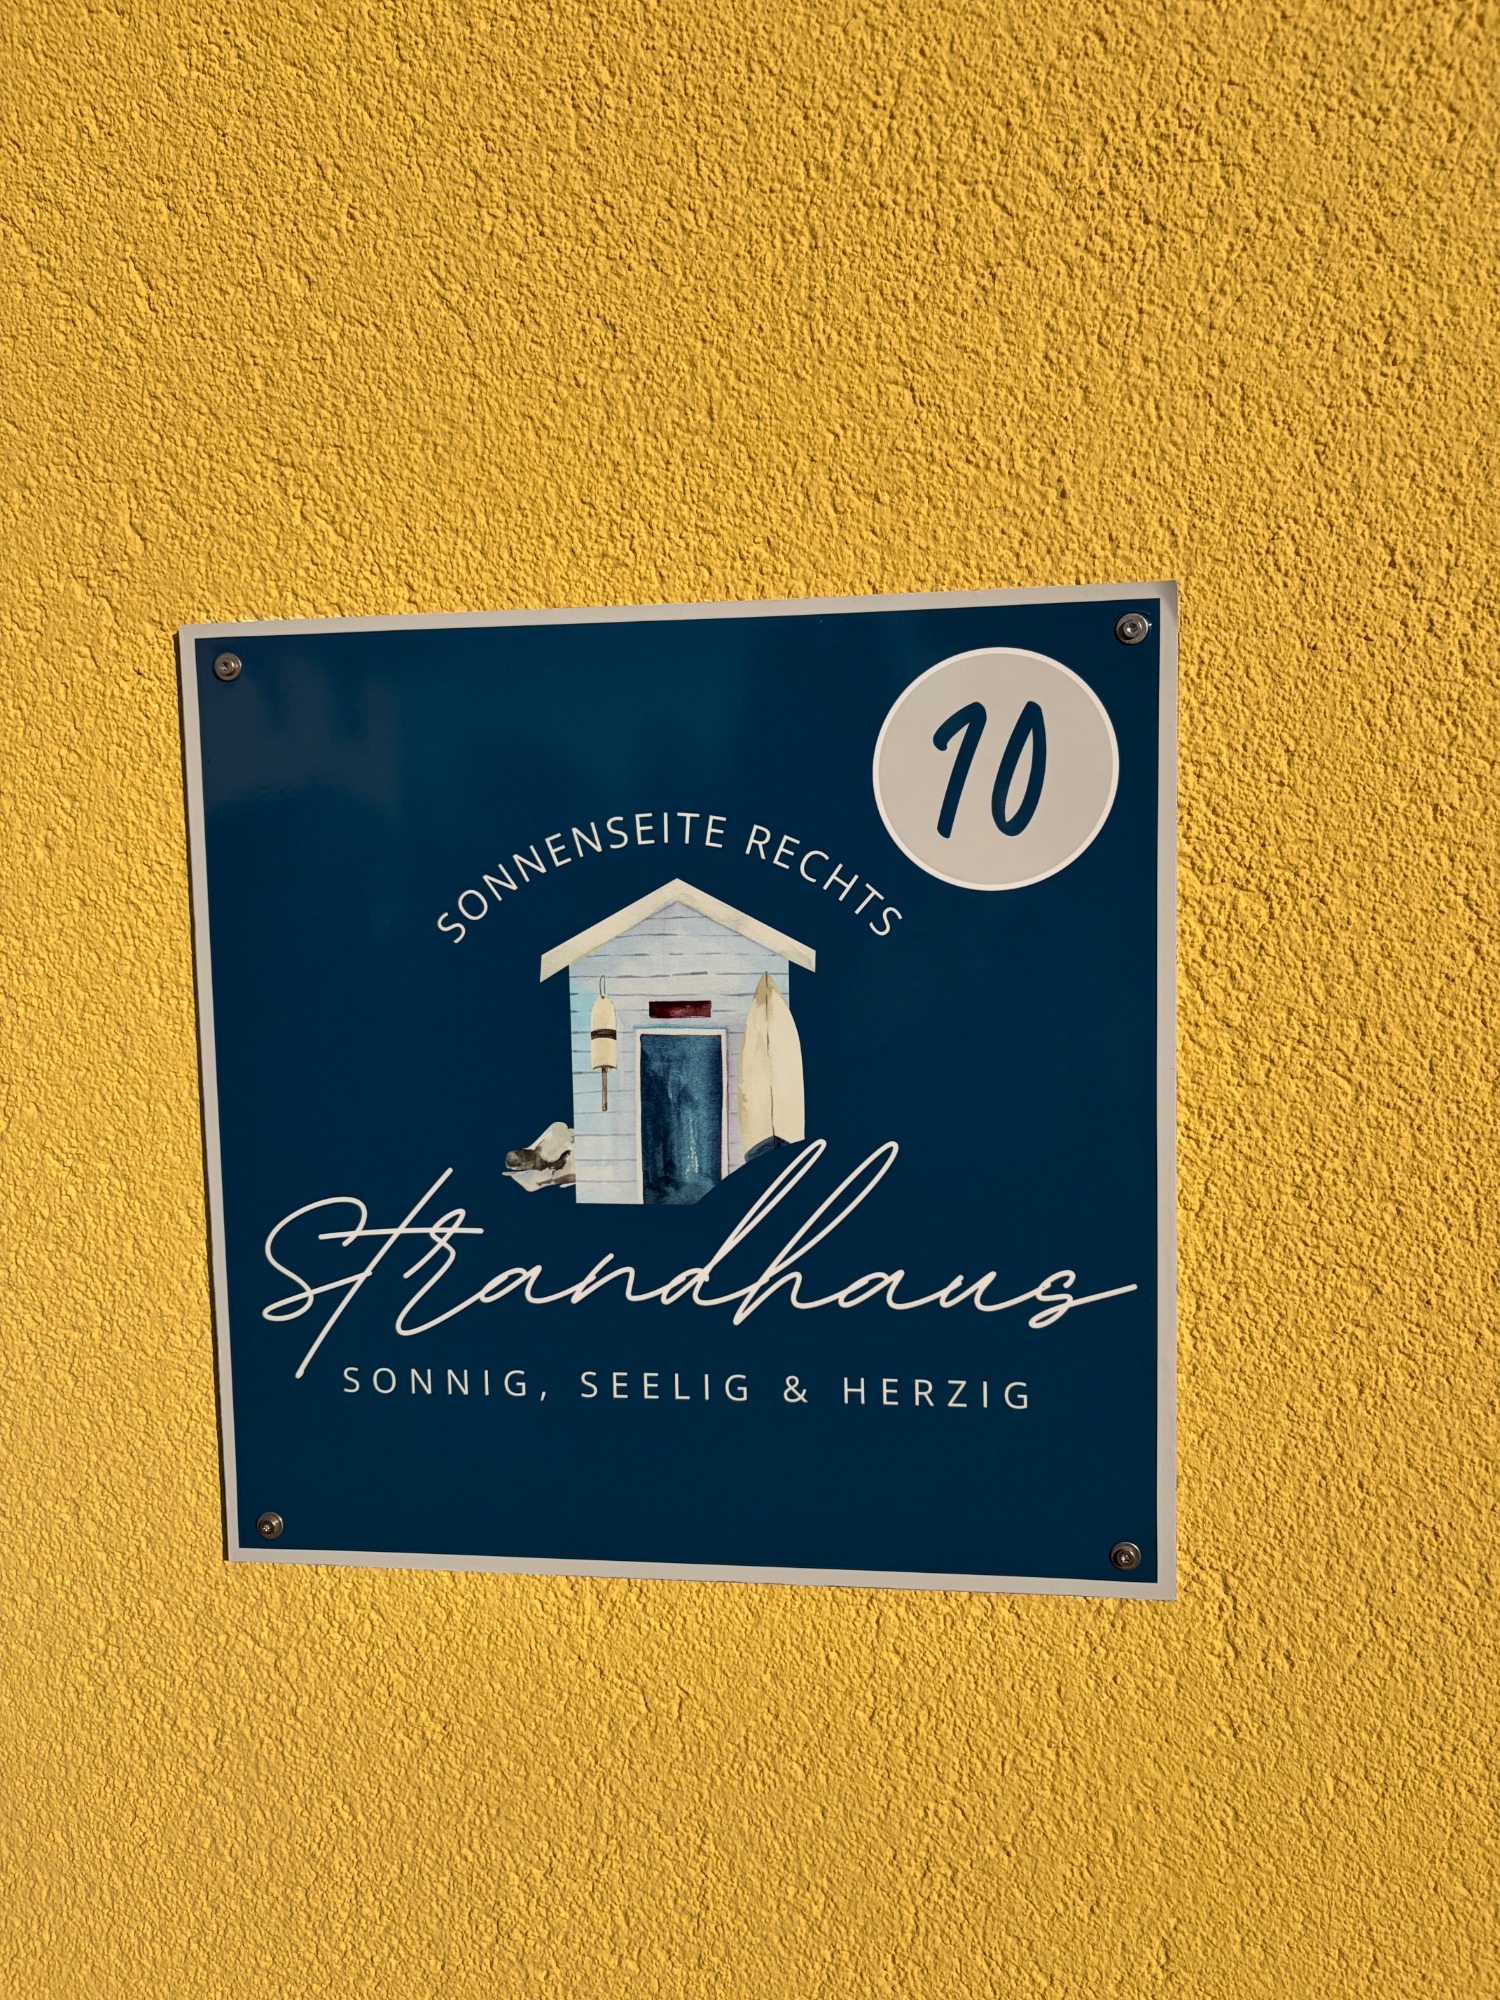 10
SONNENSEITE RECHTS
Strandhaus
SONNIG, SEELIG & HERZIG